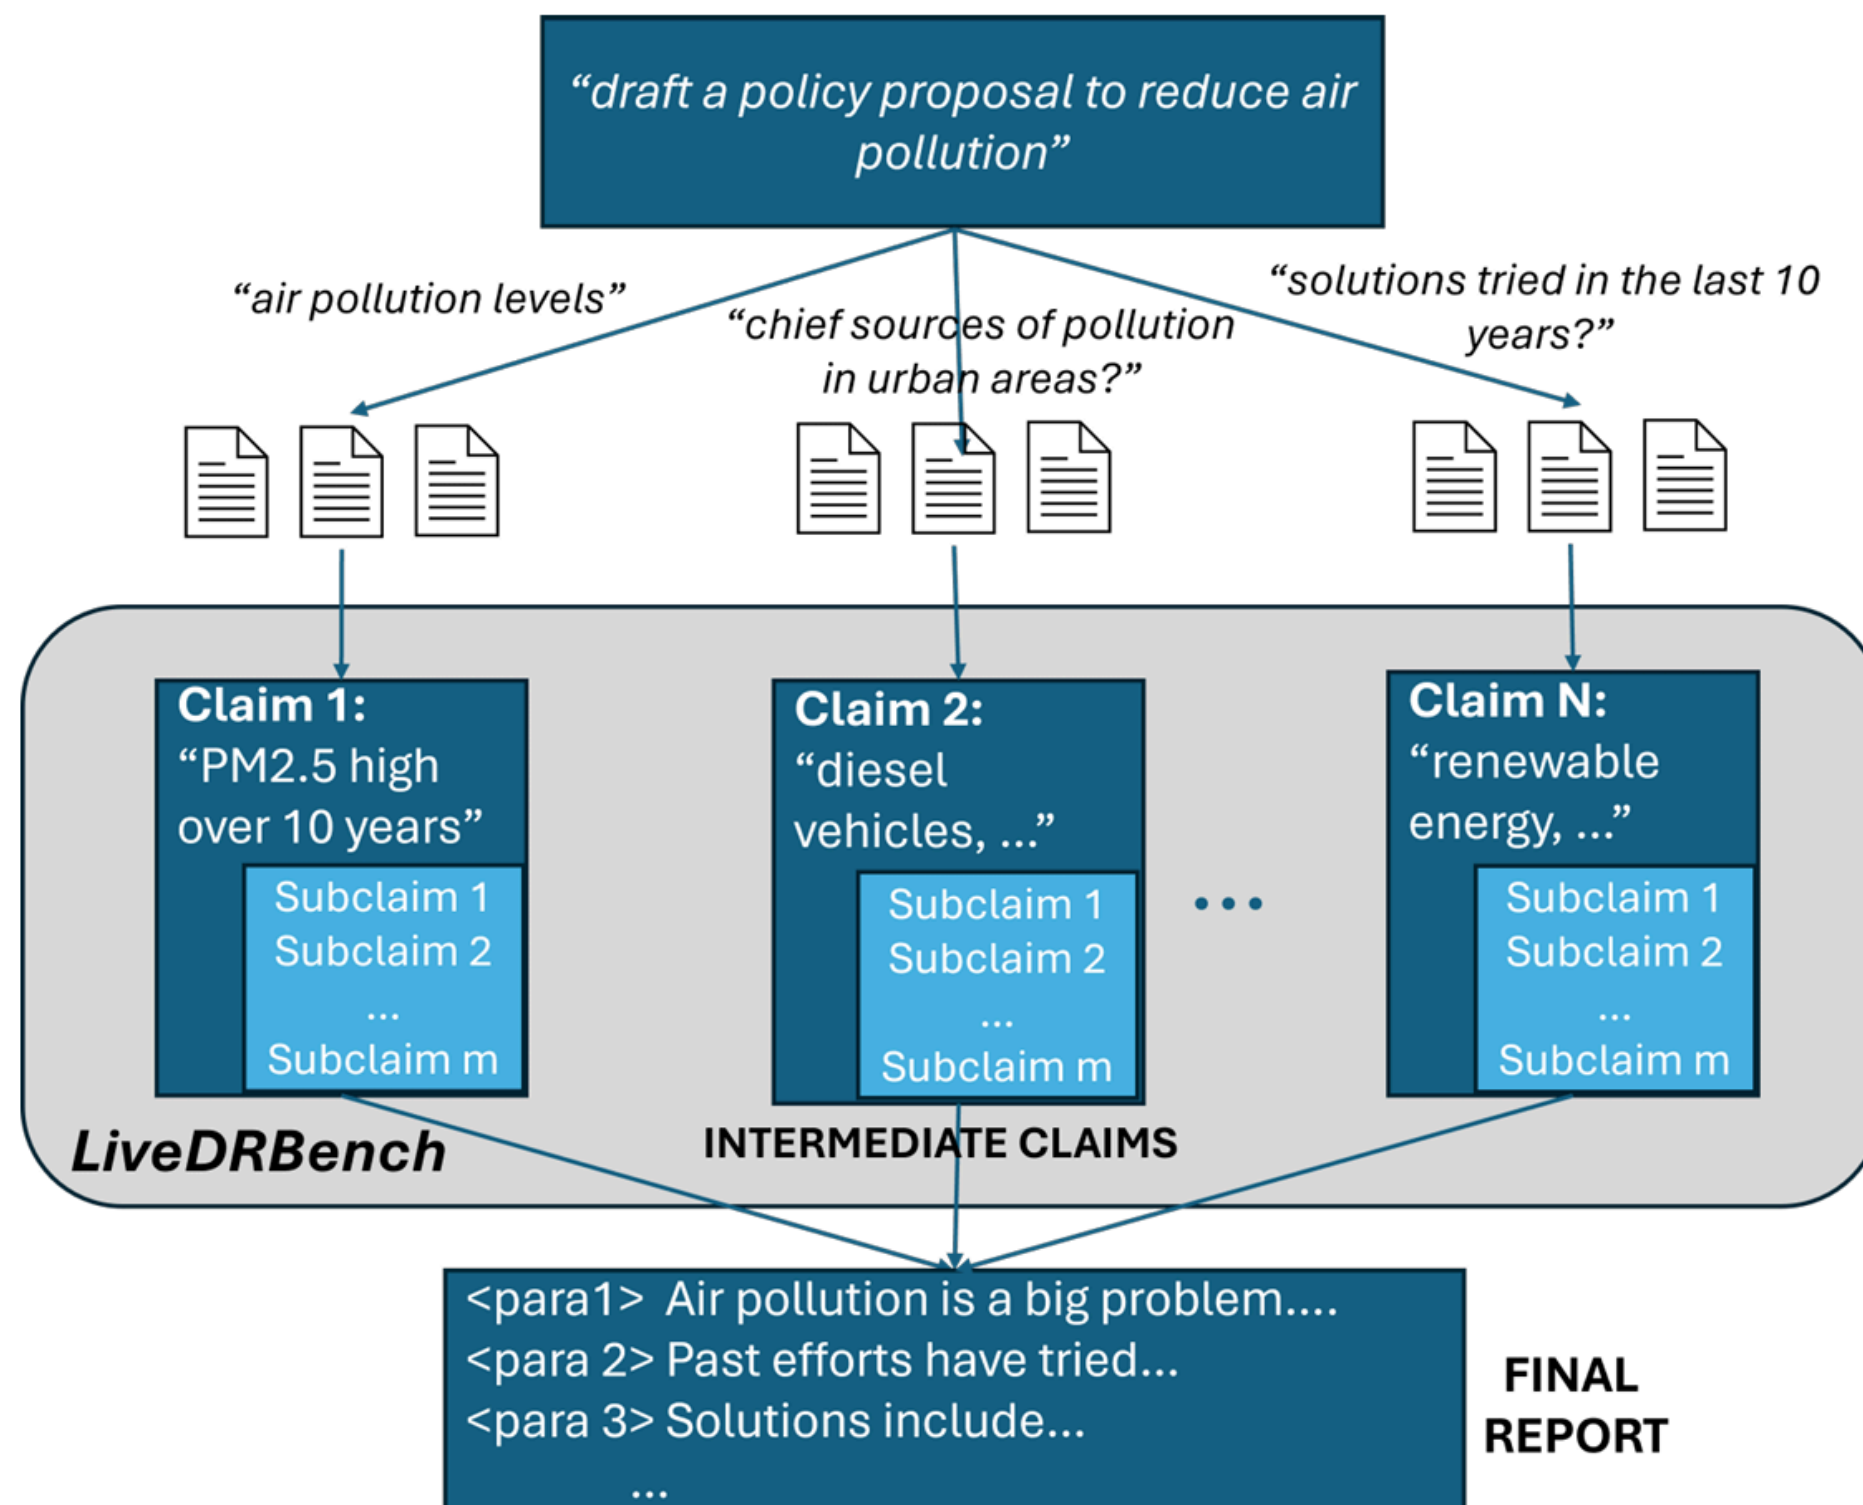 “draft a policy proposal to reduce air
pollution”
“air pollution levels”
“chief sources of pollution
in urban areas?”
“solutions tried in the last 10
years?”
Claim 1:
“PM2.5 high
over 10 years”
Subclaim 1
Subclaim 2
...
Subclaim m
Claim 2:
“diesel
vehicles, ...”
Subclaim 1
Subclaim 2
...
Subclaim m
...
Claim N:
“renewable
energy, ...”
Subclaim 1
Subclaim 2
...
Subclaim m
LiveDRBench
INTERMEDIATE CLAIMS
<para1> Air pollution is a big problem....
<para 2> Past efforts have tried...
<para 3> Solutions include...
...
FINAL
REPORT